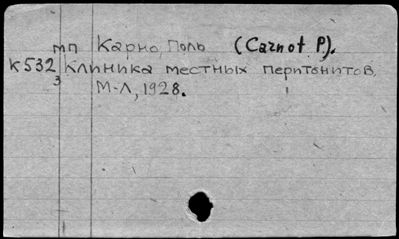 мп Карно, Поль (Carnot P).
К532 Клиника местных перитонитов,
3
М-Л, 1928.